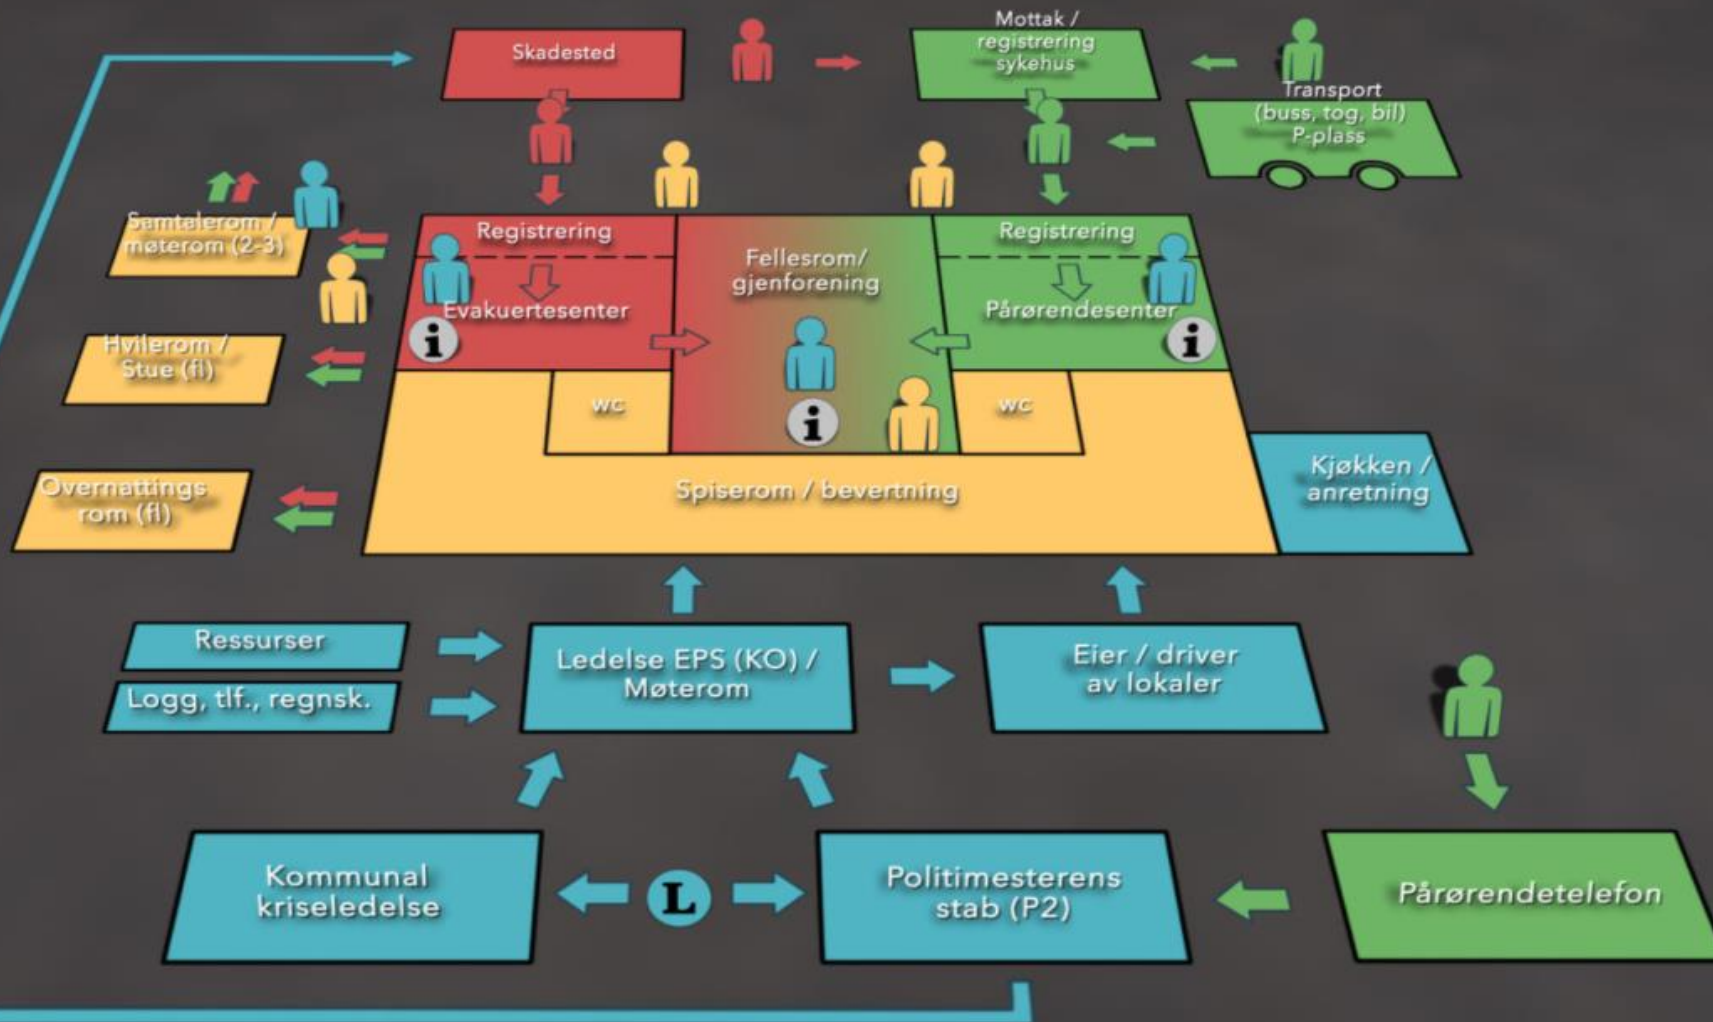 Skadested
Mottak /
registrering
sykehus
Transport
(buss, tog, bil)
P-plass
Samtalerom /
møterom (2-3)
Registrering
Evakuertesenter
i
Fellesrom/
gjenforening
i
Registrering
Pårørendesenter
i
Hvilerom /
Stue (fl)
wc
wc
Overnattings
rom (fl)
Spiserom / bevertning
Kjøkken /
anretning
Ressurser
Logg, tlf., regnsk.
Ledelse EPS (KO) /
Møterom
Eier / driver
av lokaler
Kommunal
kriseledelse
L
Politimesterens
stab (P2)
Pårørendetelefon